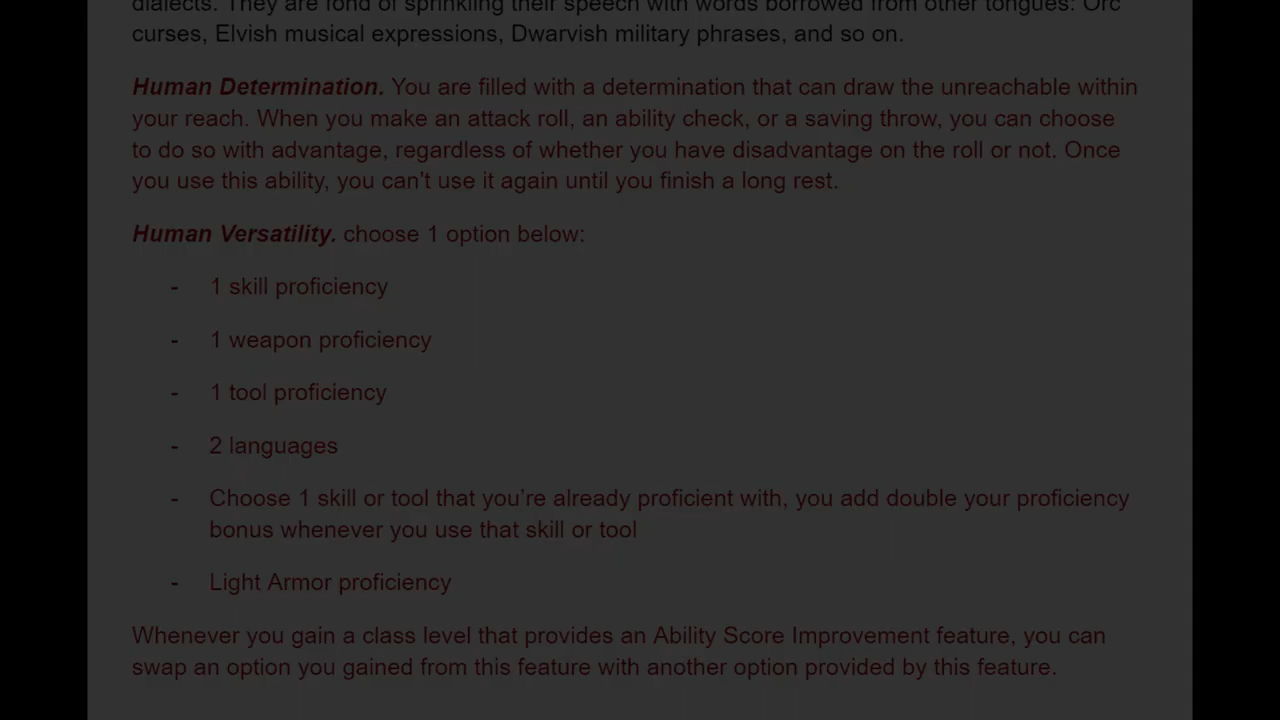 dialects. They are fond of sprinkling their speech with words borrowed from other tongues: Orc
curses, Elvish musical expressions, Dwarvish military phrases, and so on.
Human Determination. You are filled with a determination that can draw the unreachable within
your reach. When you make an attack roll, an ability check, or a saving throw, you can choose
to do so with advantage, regardless of whether you have disadvantage on the roll or not. Once
you use this ability, you can't use it again until you finish a long rest.
Human Versatility. choose 1 option below:
- 1 skill proficiency
- 1 weapon proficiency
- 1 tool proficiency
- 2 languages
- Choose 1 skill or tool that you’re already proficient with, you add double your proficiency
bonus whenever you use that skill or tool
- Light Armor proficiency
Whenever you gain a class level that provides an Ability Score Improvement feature, you can
swap an option you gained from this feature with another option provided by this feature.